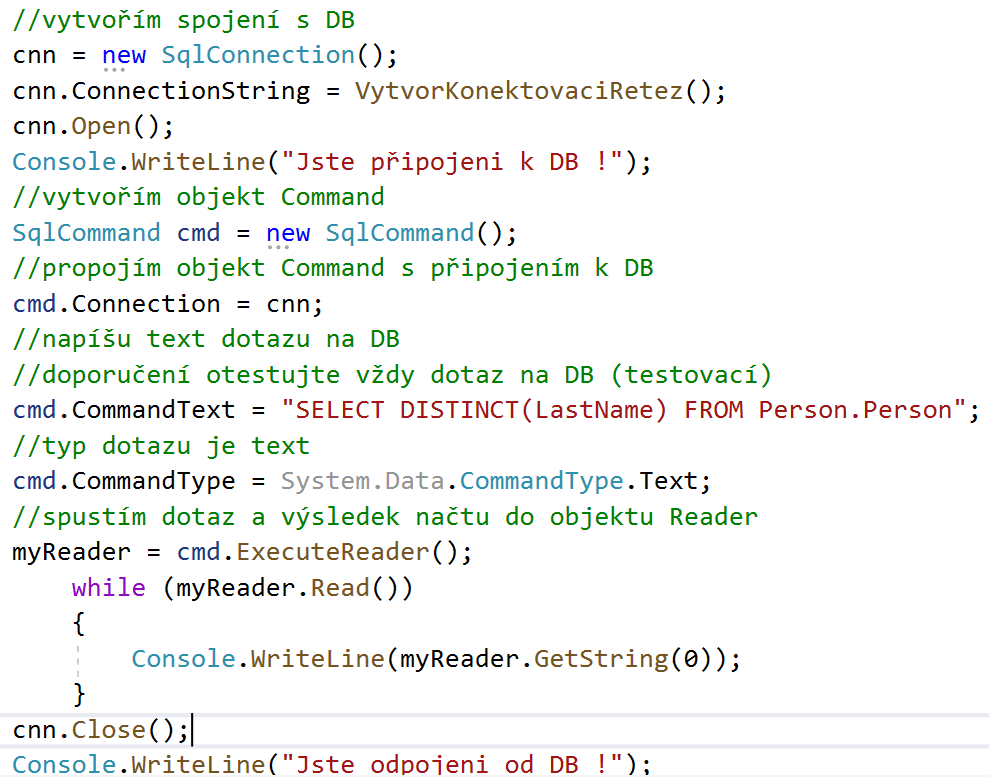 //vytvořím spojení s DB
cnn = new SqlConnection();
cnn.ConnectionString = VytvorKonektovaciRetez();
cnn.Open();
Console.WriteLine("Jste připojeni k DB !");
//vytvořím objekt Command
SqlCommand cmd = new SqlCommand();
//propojím objekt Command s připojením k DB
cmd.Connection = cnn;
//napíšu text dotazu na DB
//doporučení otestujte vždy dotaz na DB (testovací)
cmd.CommandText = "SELECT DISTINCT(LastName) FROM Person.Person";
//typ dotazu je text
cmd.CommandType = System.Data.CommandType.Text;
//spustím dotaz a výsledek načtu do objektu Reader
myReader = cmd.ExecuteReader();
    while (myReader.Read())
    {
        Console.WriteLine(myReader.GetString(0));
    }
cnn.Close();
Console.WriteLine("Jste odpojeni od DB !");